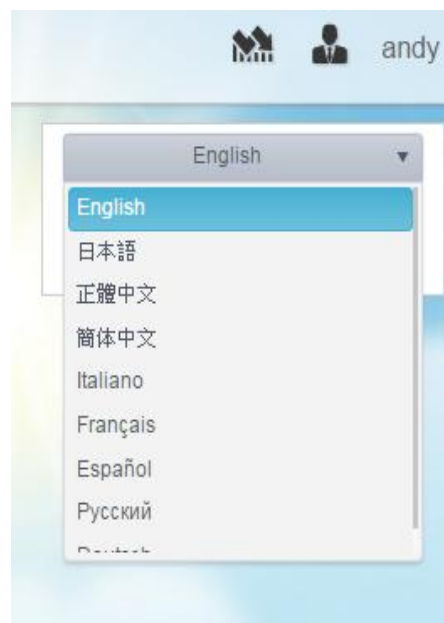 andy
English
English
日本語
正體中文
簡体中文
Italiano
Français
Español
Русский